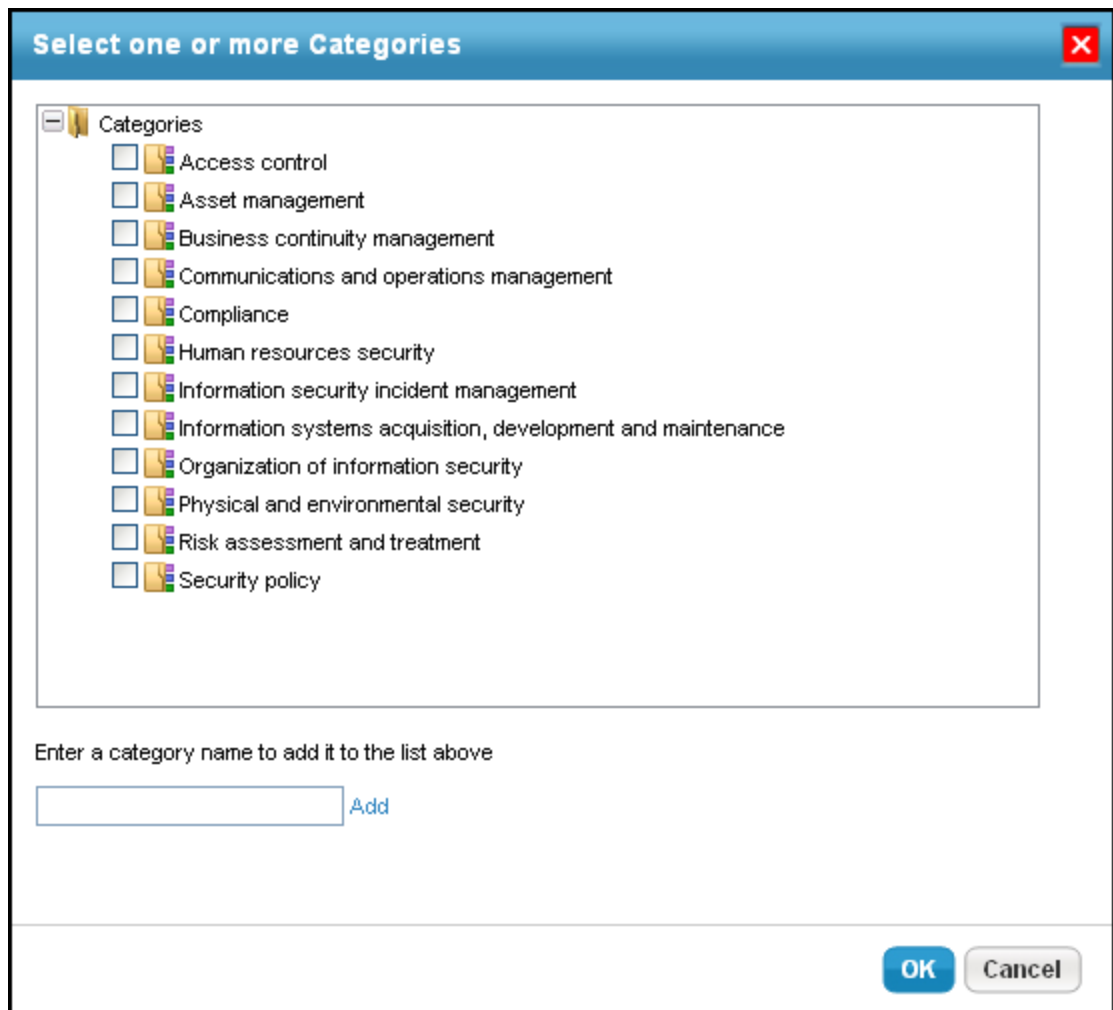 Select one or more Categories
Categories
Access control
Asset management
Business continuity management
Communications and operations management
Compliance
Human resources security
Information security incident management
Information systems acquisition, development and maintenance
Organization of information security
Physical and environmental security
Risk assessment and treatment
Security policy
Enter a category name to add it to the list above
Add
OK Cancel